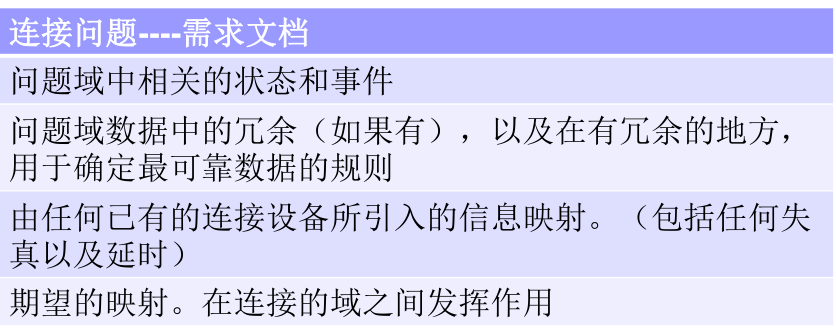 连接问题----需求文档
问题域中相关的状态和事件
问题域数据中的冗余（如果有），以及在有冗余的地方，
用于确定最可靠数据的规则
由任何已有的连接设备所引入的信息映射。（包括任何失
真以及延时）
期望的映射。在连接的域之间发挥作用